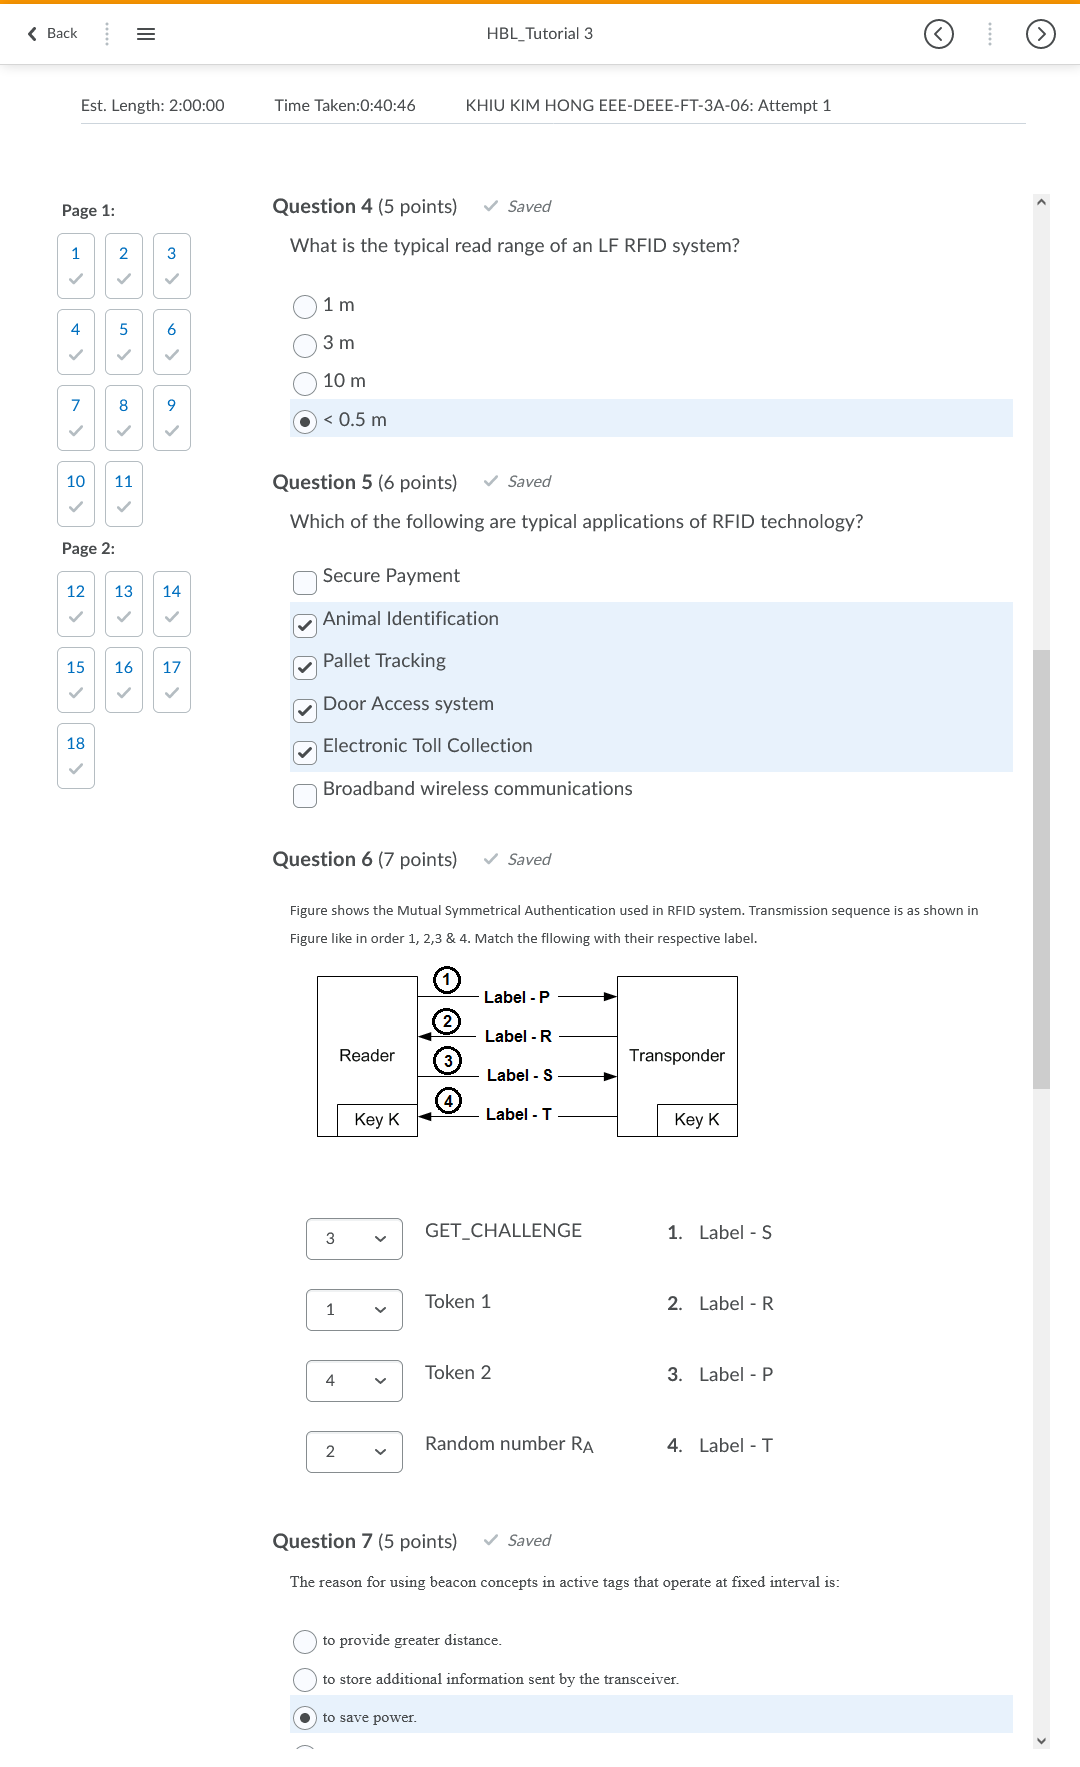 Back
HBL_Tutorial 3
Est. Length: 2:00:00 Time Taken:0:40:46 KHIU KIM HONG EEE-DEEE-FT-3A-06: Attempt 1
Page 1:
1 2 3
4 5 6
7 8 9
10 11
Page 2:
12 13 14
15 16 17
18
Question 4 (5 points) Saved
What is the typical read range of an LF RFID system?
1 m
3 m
10 m
< 0.5 m
Question 5 (6 points) Saved
Which of the following are typical applications of RFID technology?
Secure Payment
Animal Identification
Pallet Tracking
Door Access system
Electronic Toll Collection
Broadband wireless communications
Question 6 (7 points) Saved
Figure shows the Mutual Symmetrical Authentication used in RFID system. Transmission sequence is as shown in
Figure like in order 1, 2,3 & 4. Match the fllowing with their respective label.
1
Label - P
2
Label - R
Reader
3
Transponder
Label - S
4
Label - T
Key K
Key K
3 GET_CHALLENGE 1. Label - S
1 Token 1 2. Label - R
4 Token 2 3. Label - P
2 Random number RA 4. Label - T
Question 7 (5 points) Saved
The reason for using beacon concepts in active tags that operate at fixed interval is:
to provide greater distance.
to store additional information sent by the transceiver.
to save power.